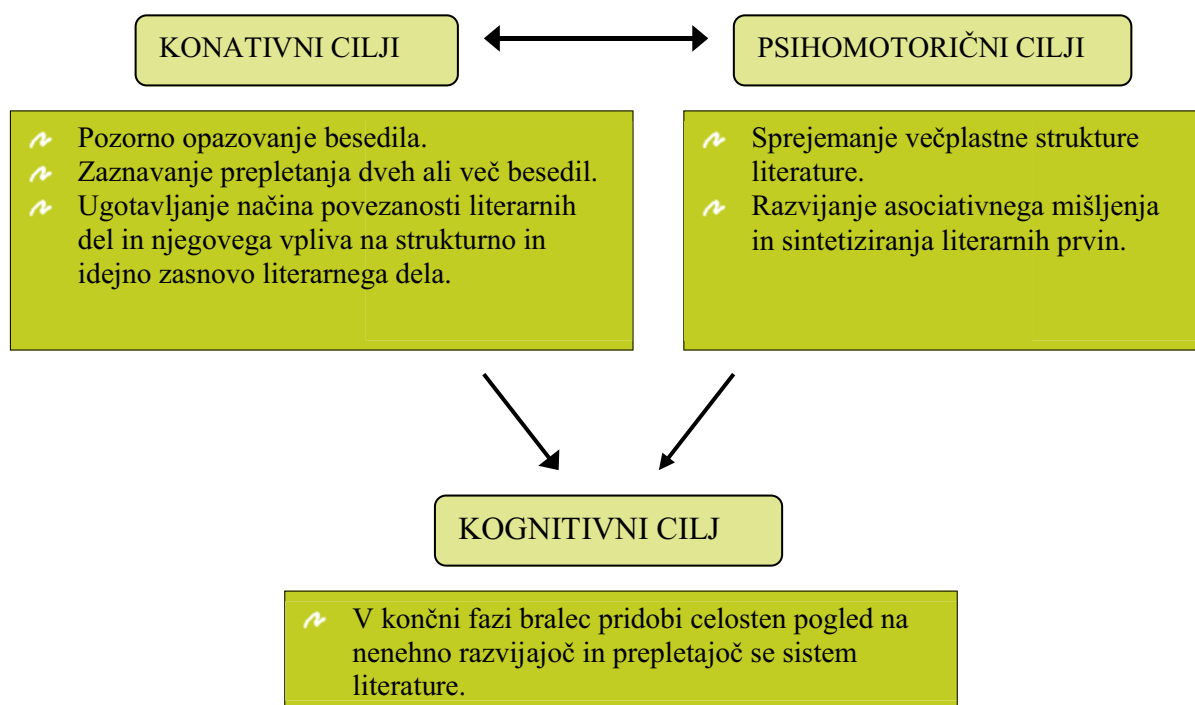 KONATIVNI CILJI
PSIHOMOTORIČNI CILJI
Pozorno opazovanje besedila.
Zaznavanje prepletanja dveh ali več besedil.
Ugotavljanje načina povezanosti literarnih
del in njegovega vpliva na strukturno in
idejno zasnovo literarnega dela.
Sprejemanje večplastne strukture
literature.
Razvijanje asociativnega mišljenja
in sintetiziranja literarnih prvin.
KOGNITIVNI CILJ
V končni fazi bralec pridobi celosten pogled na
nenehno razvijajoč in prepletajoč se sistem
literature.